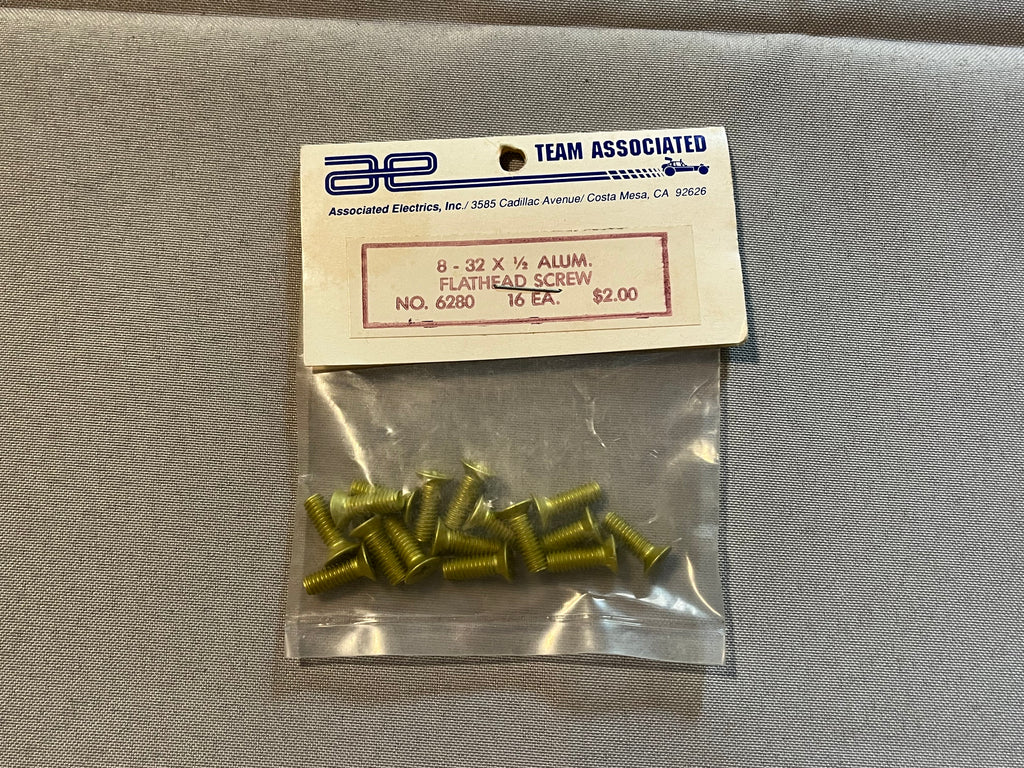 ae
TEAM ASSOCIATED
Associated Electrics, Inc./ 3585 Cadillac Avenue/ Costa Mesa, CA 92626
8 - 32 X ½ ALUM.
FLATHEAD SCREW
NO. 6280 16 EA. $2.00